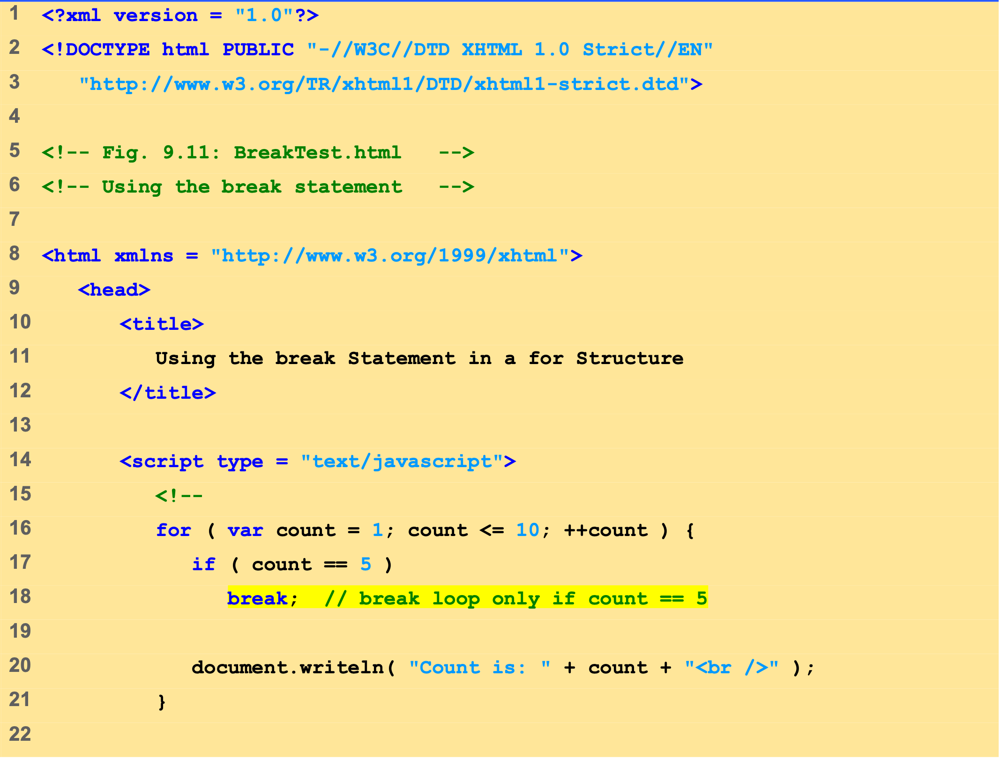 1 <?xml version = "1.0"?>
2 <!DOCTYPE html PUBLIC "-//W3C//DTD XHTML 1.0 Strict//EN"
3    "http://www.w3.org/TR/xhtml1/DTD/xhtml1-strict.dtd">
4
5 <!-- Fig. 9.11: BreakTest.html   -->
6 <!-- Using the break statement   -->
7
8 <html xmlns = "http://www.w3.org/1999/xhtml">
9    <head>
10       <title>
11          Using the break Statement in a for Structure
12       </title>
13
14       <script type = "text/javascript">
15          <!--
16          for ( var count = 1; count <= 10; ++count ) {
17             if ( count == 5 )
18                break;  // break loop only if count == 5
19
20             document.writeln( "Count is: " + count + "<br />" );
21          }
22